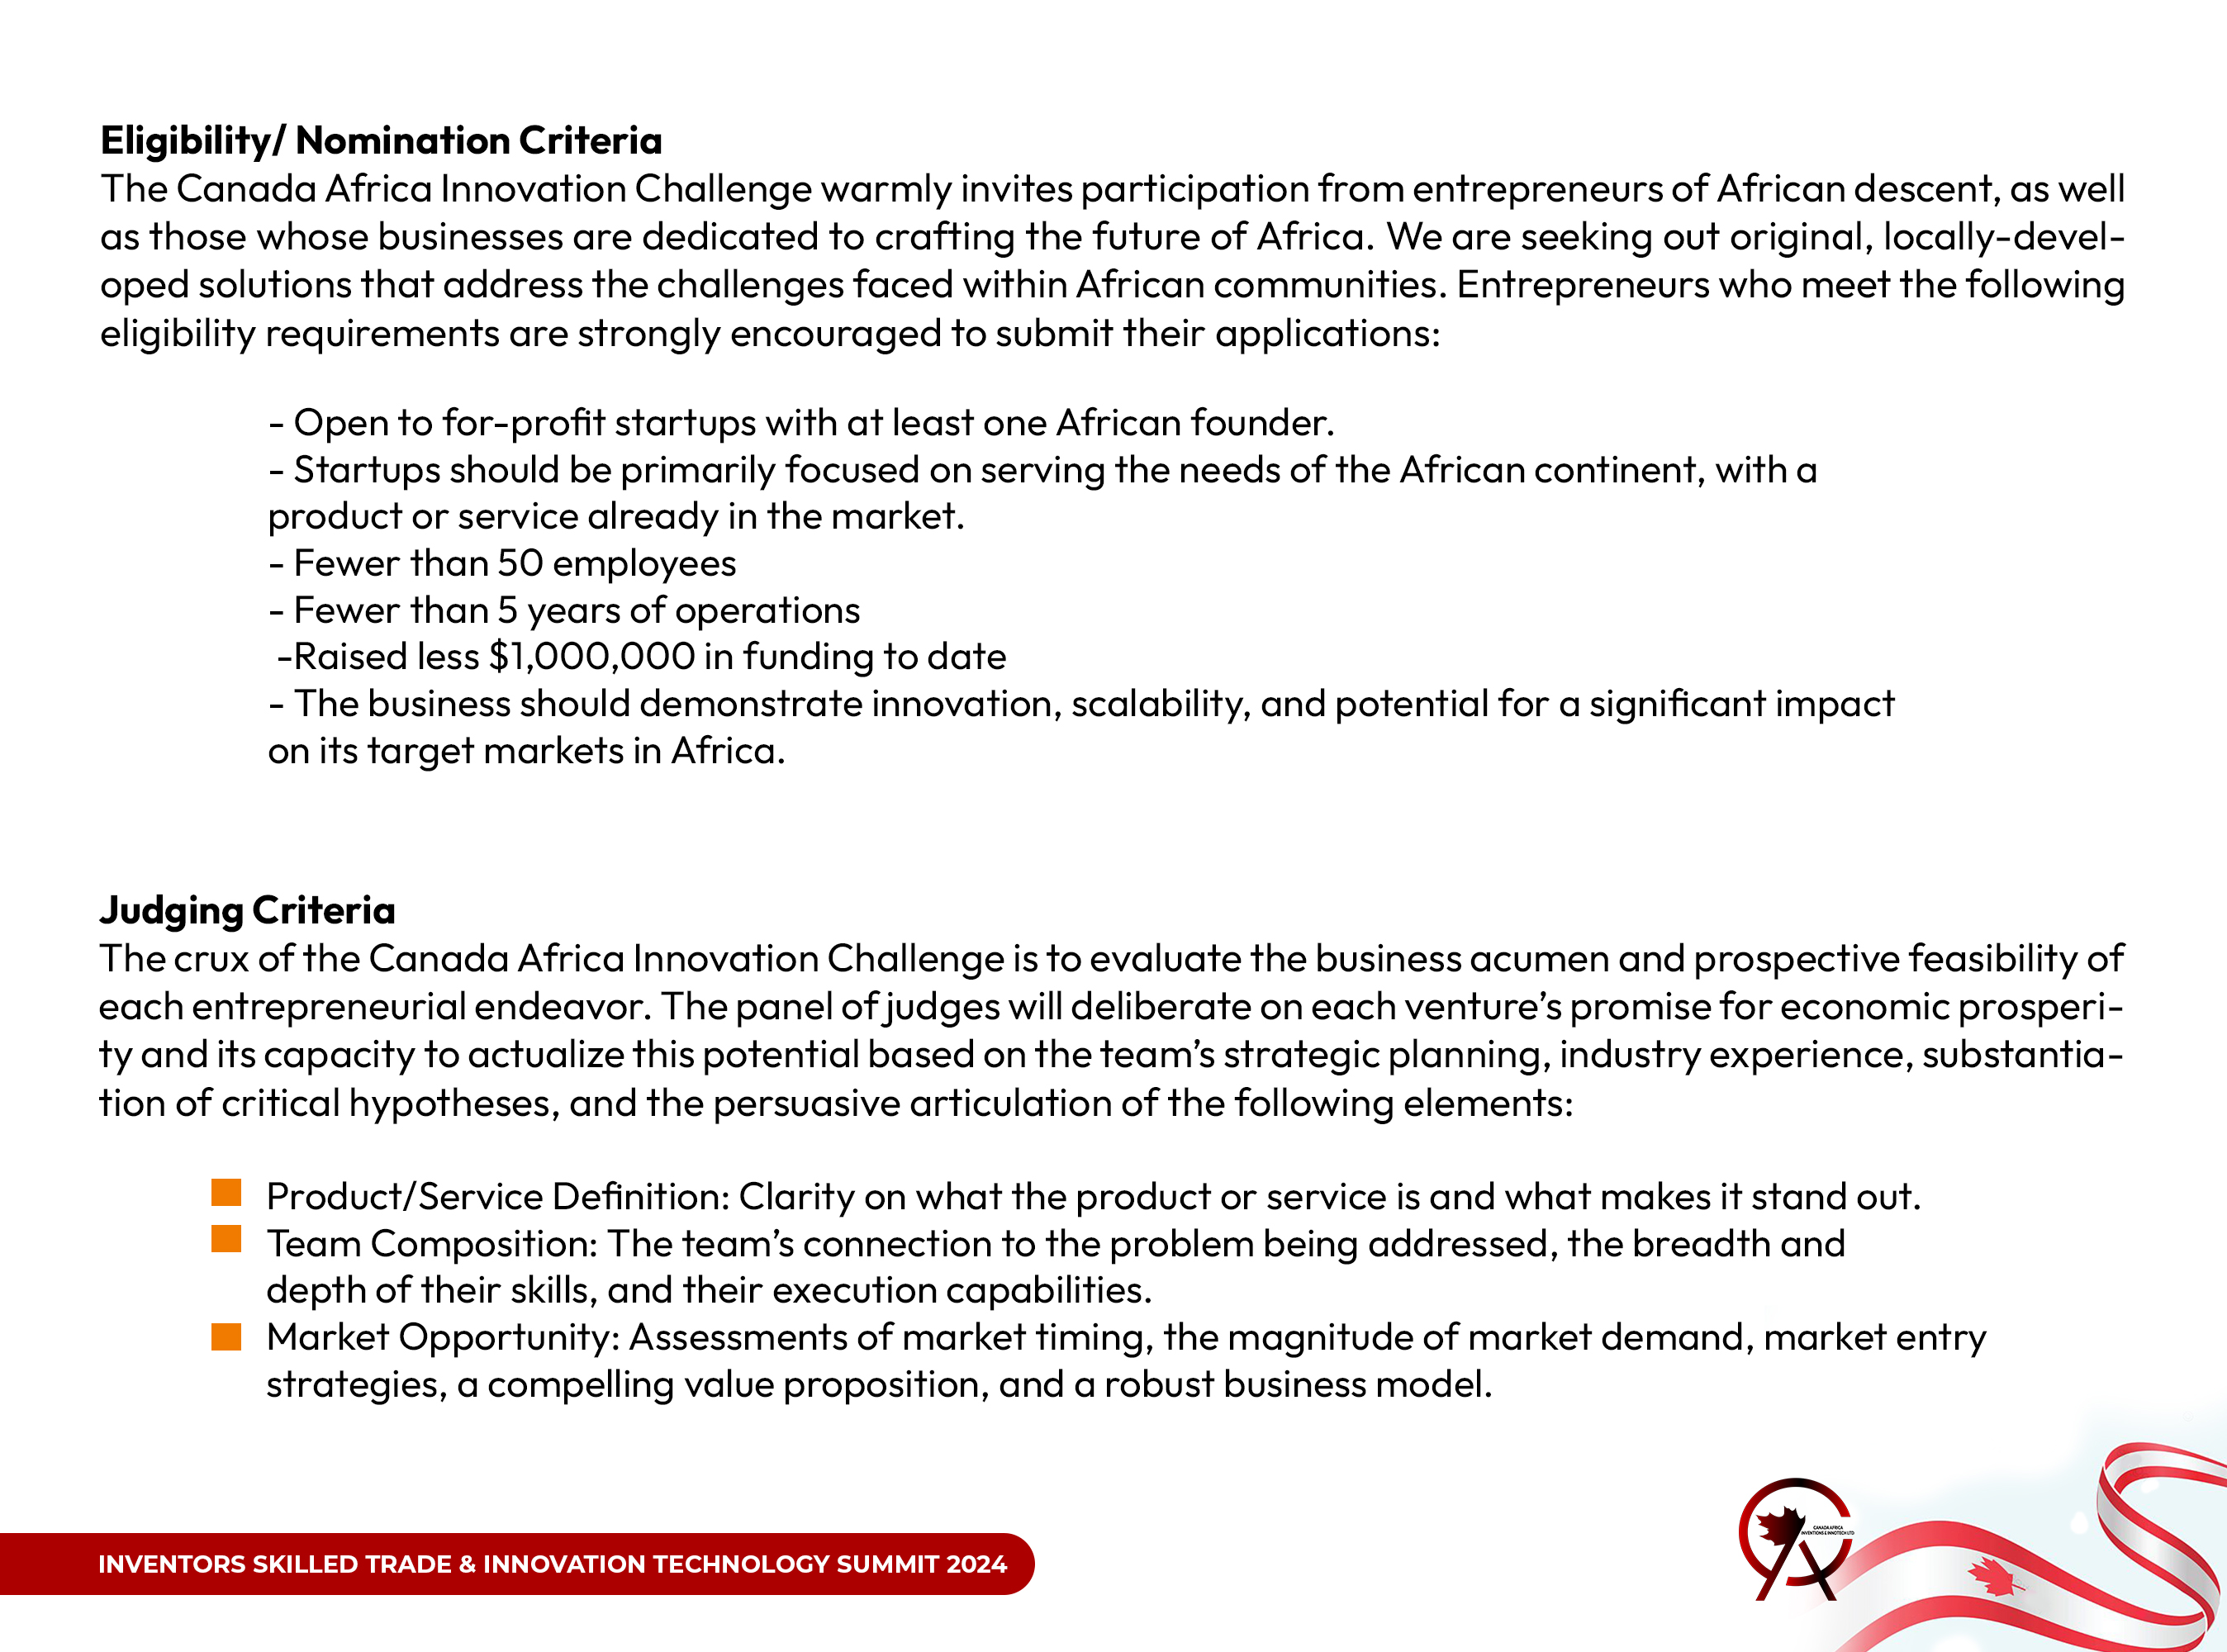 Eligibility/ Nomination Criteria
The Canada Africa Innovation Challenge warmly invites participation from entrepreneurs of African descent, as well
as those whose businesses are dedicated to crafting the future of Africa. We are seeking out original, locally-devel-
oped solutions that address the challenges faced within African communities. Entrepreneurs who meet the following
eligibility requirements are strongly encouraged to submit their applications:
- Open to for-profit startups with at least one African founder.
- Startups should be primarily focused on serving the needs of the African continent, with a
product or service already in the market.
- Fewer than 50 employees
- Fewer than 5 years of operations
-Raised less $1,000,000 in funding to date
- The business should demonstrate innovation, scalability, and potential for a significant impact
on its target markets in Africa.
Judging Criteria
The crux of the Canada Africa Innovation Challenge is to evaluate the business acumen and prospective feasibility of
each entrepreneurial endeavor. The panel of judges will deliberate on each venture’s promise for economic prosperi-
ty and its capacity to actualize this potential based on the team’s strategic planning, industry experience, substantia-
tion of critical hypotheses, and the persuasive articulation of the following elements:
Product/Service Definition: Clarity on what the product or service is and what makes it stand out.
Team Composition: The team’s connection to the problem being addressed, the breadth and
depth of their skills, and their execution capabilities.
Market Opportunity: Assessments of market timing, the magnitude of market demand, market entry
strategies, a compelling value proposition, and a robust business model.
CANADA AFRICA
INVENTIONS & INNOTECH LTD
INVENTORS SKILLED TRADE & INNOVATION TECHNOLOGY SUMMIT 2024